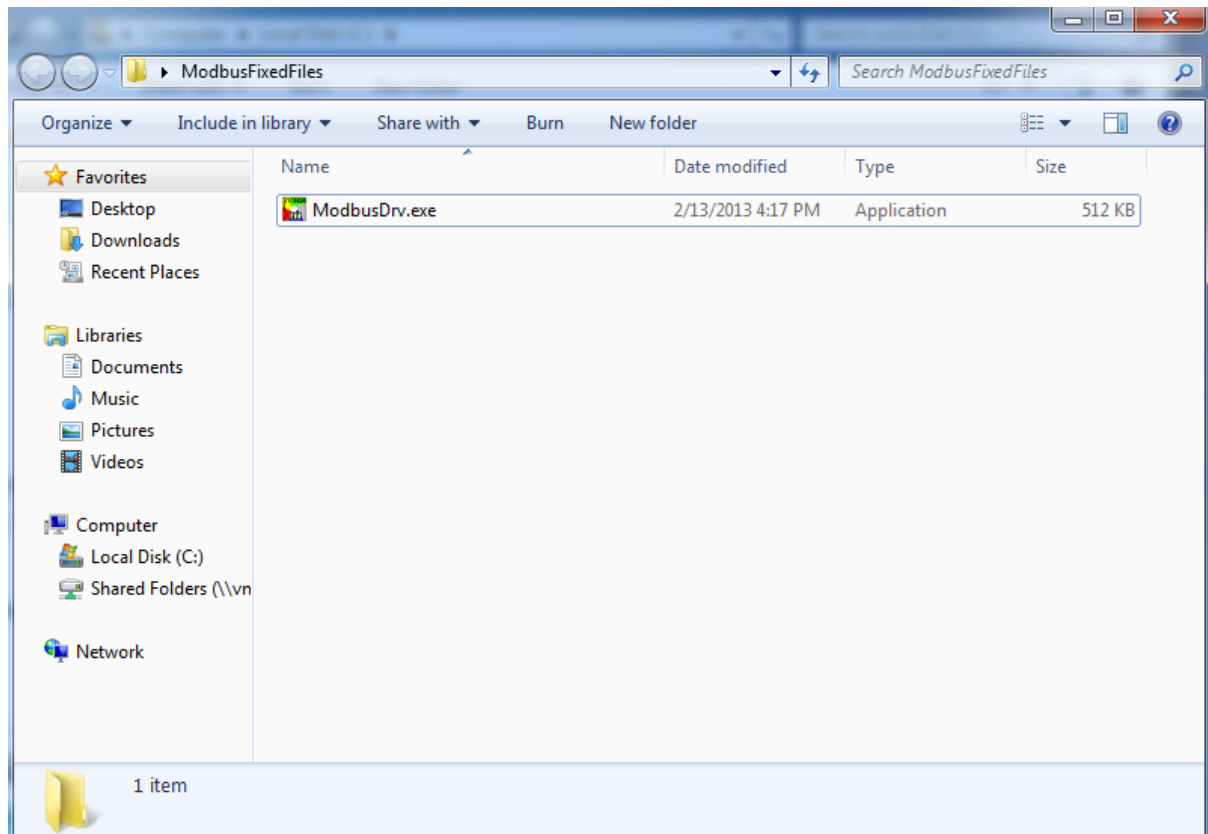 ModbusFixedFiles
Search ModbusFixedFiles
Organize Include in library Share with Burn New folder
Name Date modified Type Size
ModbusDrv.exe 2/13/2013 4:17 PM Application 512 KB
Favorites
Desktop
Downloads
Recent Places
Libraries
Documents
Music
Pictures
Videos
Computer
Local Disk (C:)
Shared Folders (\\vn
Network
1 item